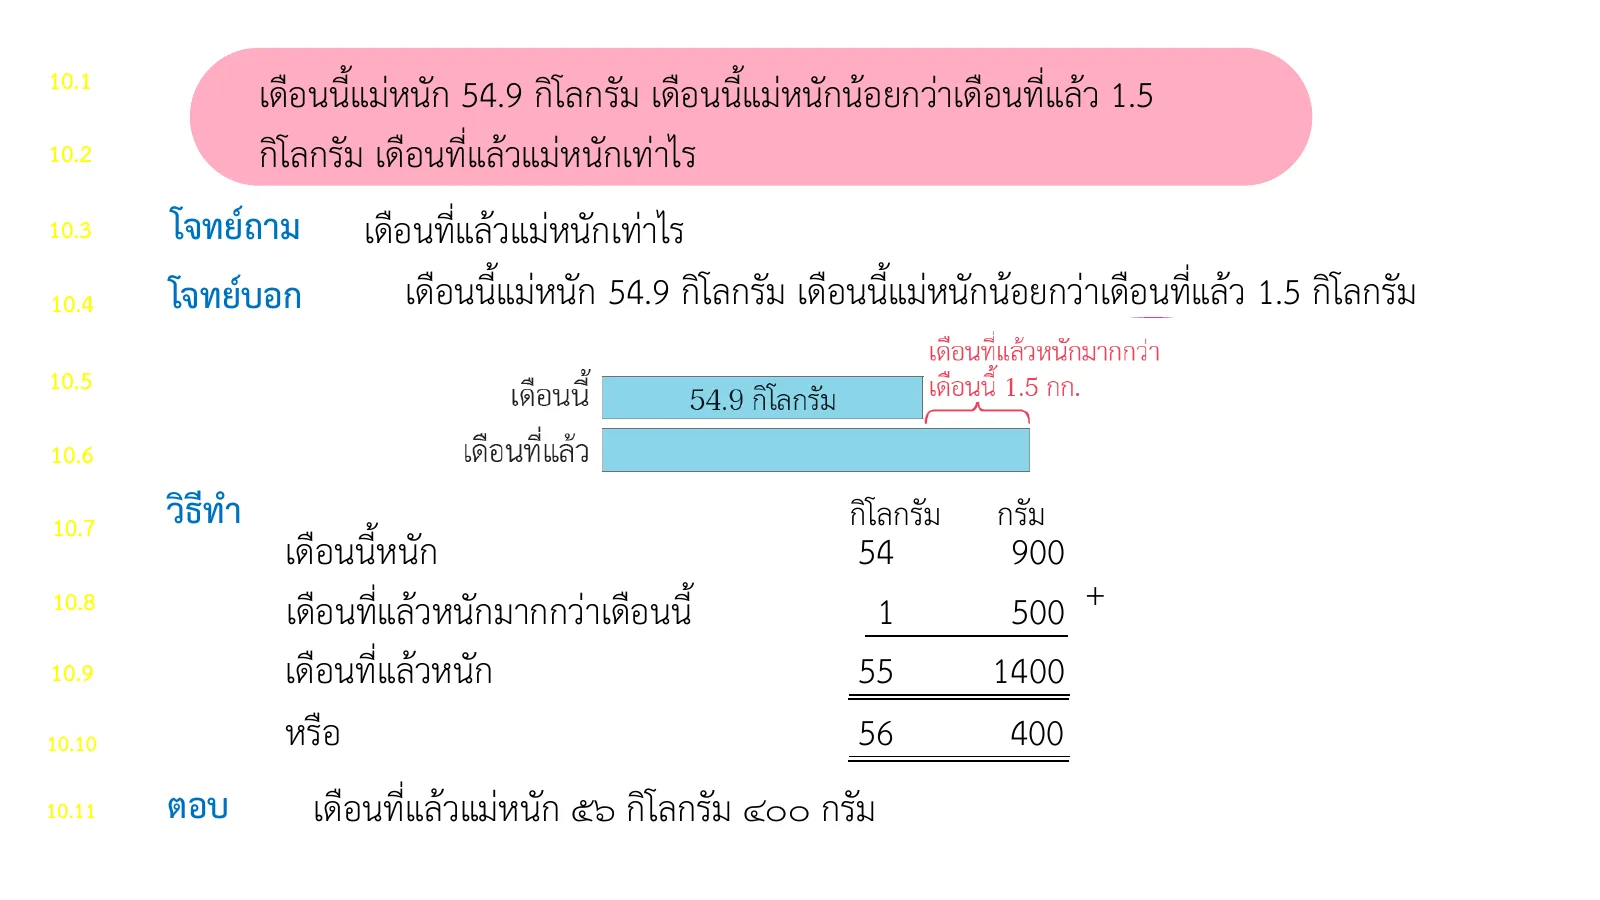 10.1
เดือนนี้แม่หนัก 54.9 กิโลกรัม เดือนนี้แม่หนักน้อยกว่าเดือนที่แล้ว 1.5
10.2
กิโลกรัม เดือนที่แล้วแม่หนักเท่าไร
10.3 โจทย์ถาม เดือนที่แล้วแม่หนักเท่าไร
10.4 โจทย์บอก เดือนนี้แม่หนัก 54.9 กิโลกรัม เดือนนี้แม่หนักน้อยกว่าเดือนที่แล้ว 1.5 กิโลกรัม
เดือนที่แล้วหนักมากกว่า
เดือนนี้ 1.5 กก.
10.5 เดือนนี้ 54.9 กิโลกรัม
10.6 เดือนที่แล้ว
10.7 วิธีทำ กิโลกรัม กรัม
เดือนนี้หนัก 54 900
10.8 เดือนที่แล้วหนักมากกว่าเดือนนี้ 1 500 +
10.9 เดือนที่แล้วหนัก 55 1400
10.10 หรือ 56 400
10.11 ตอบ เดือนที่แล้วแม่หนัก ๕๖ กิโลกรัม ๔๐๐ กรัม